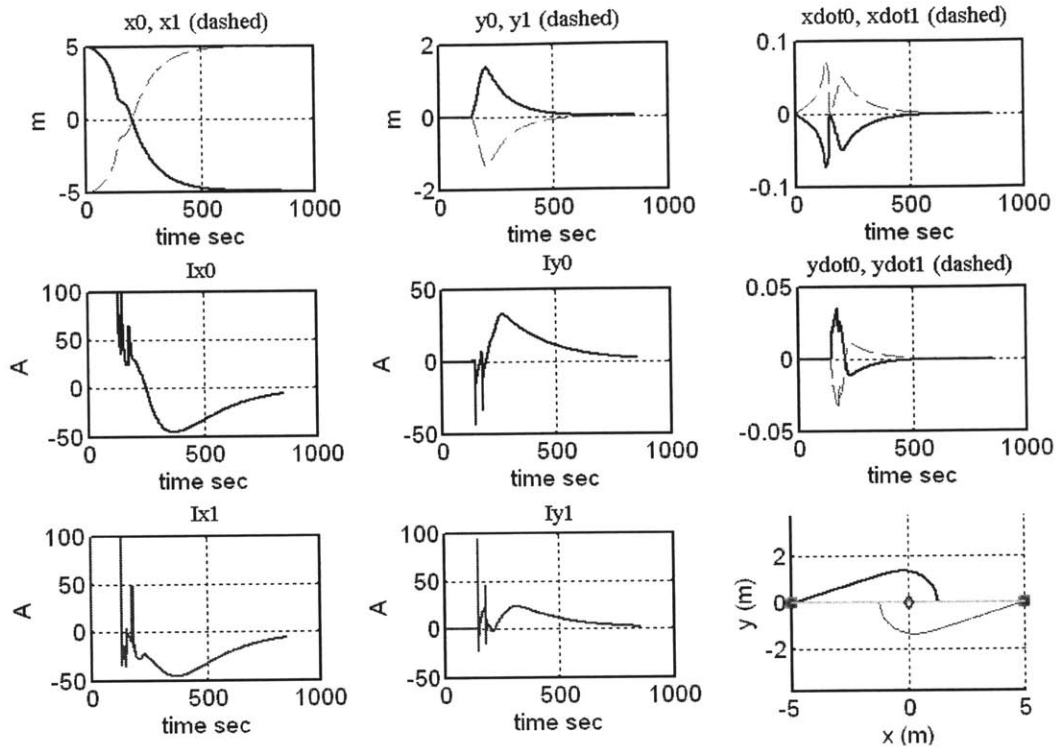 x0, x1 (dashed)
5
0
-5
m
0
500
1000
time sec
y0, y1 (dashed)
2
0
-2
m
0
500
1000
time sec
xdot0, xdot1 (dashed)
0.1
0
-0.1
0
500
1000
time sec
Ix0
100
50
0
-50
A
0
500
1000
time sec
Iy0
100
50
0
-50
A
0
500
1000
time sec
ydot0, ydot1 (dashed)
0.05
0
-0.05
0
500
1000
time sec
Ix1
100
50
0
-50
A
0
500
1000
time sec
Iy1
100
50
0
-50
A
0
500
1000
time sec
2
0
-2
y (m)
-5
0
5
x (m)